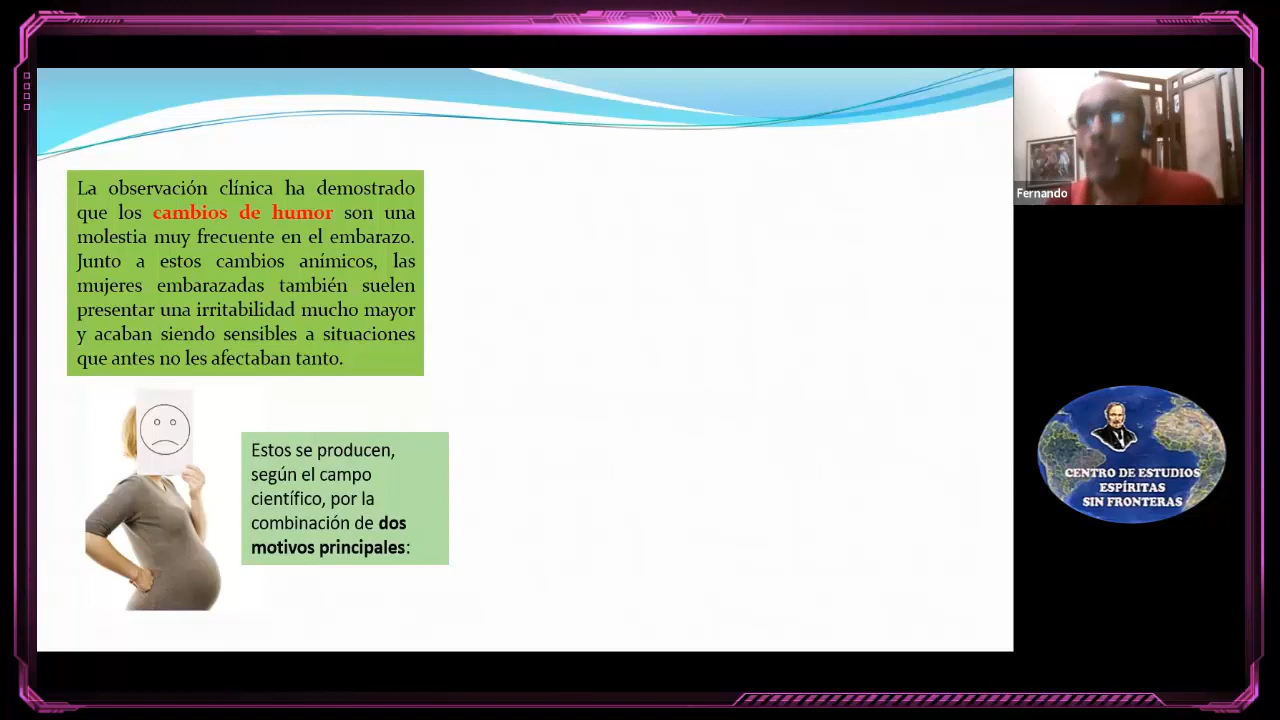 La observación clínica ha demostrado
que los cambios de humor son una
molestia muy frecuente en el embarazo.
Junto a estos cambios anímicos, las
mujeres embarazadas también suelen
presentar una irritabilidad mucho mayor
y acaban siendo sensibles a situaciones
que antes no les afectaban tanto.
Estos se producen,
según el campo
científico, por la
combinación de dos
motivos principales:
Fernando
CENTRO DE ESTUDIOS
ESPÍRITAS
SIN FRONTERAS